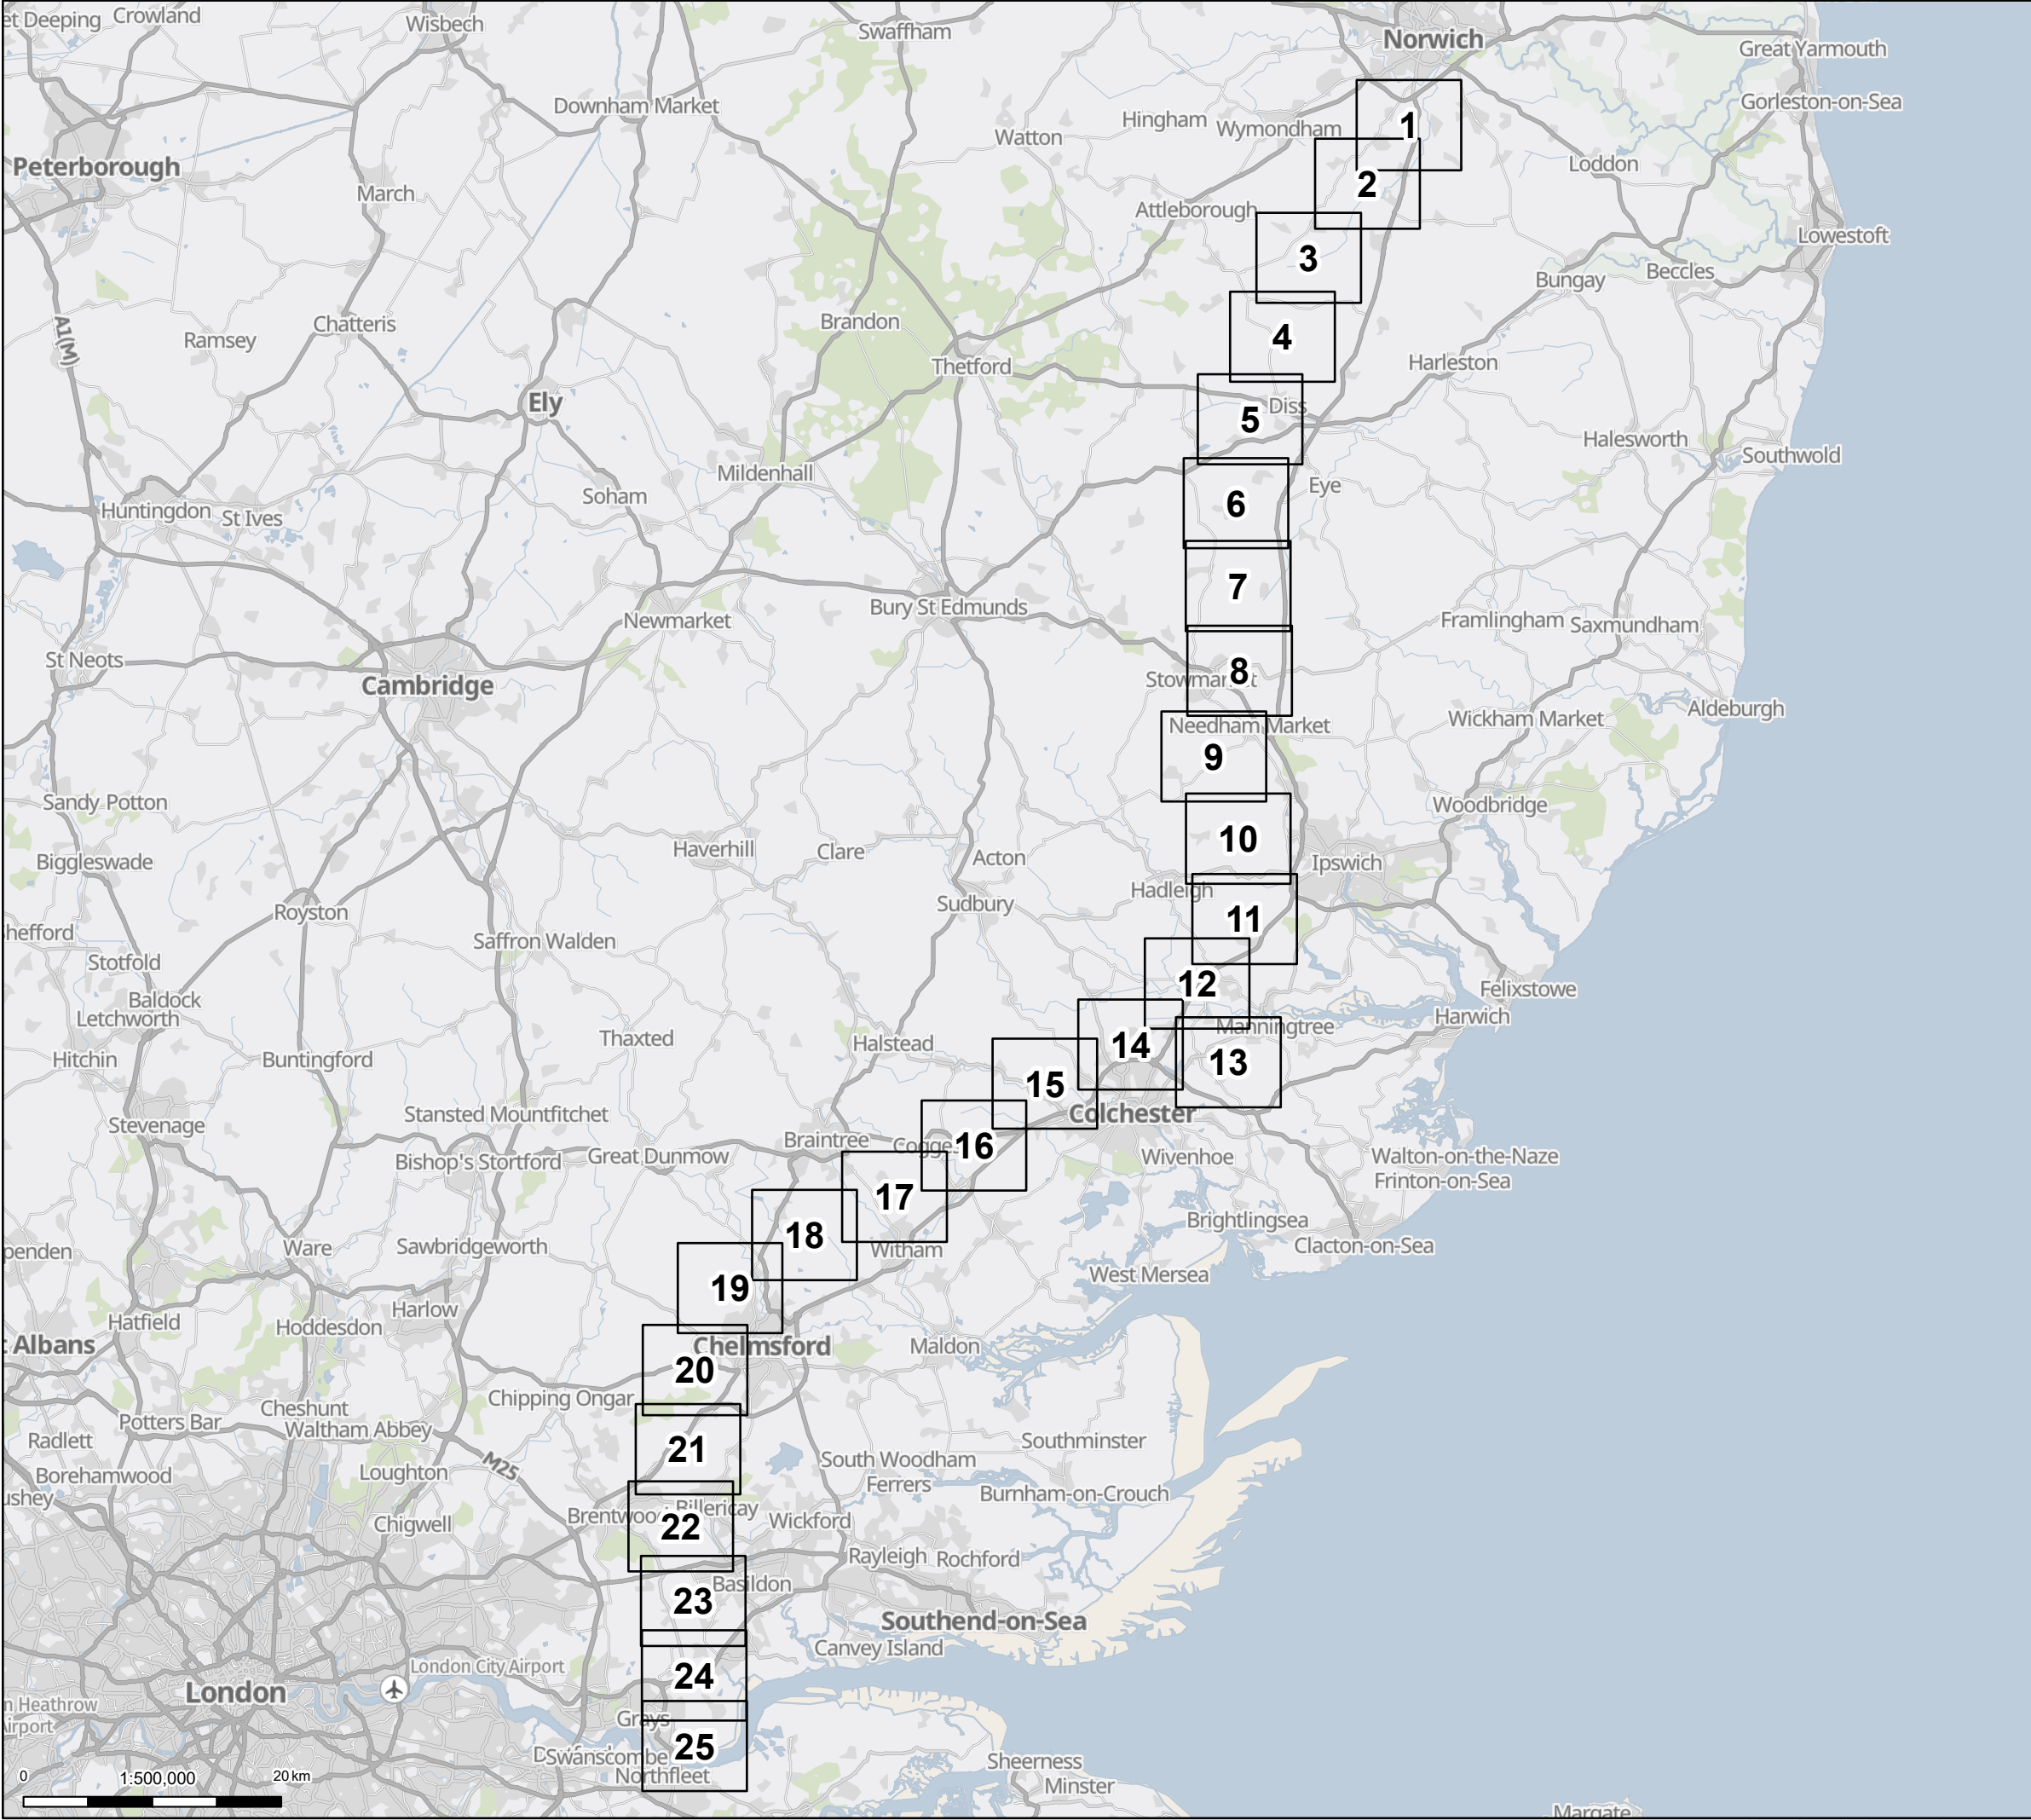 et Deeping
Crowland
Wisbech
Swaffham
Norwich
Great Yarmouth
Downham Market
Gorleston-on-Sea
Hingham
Wymondham
1
Watton
Peterborough
Loddon
March
2
Attleborough
Lowestoft
3
Beccles
Bungay
A1(M)
Ramsey
Chatteris
Brandon
4
Thetford
Harleston
Ely
Diss
5
Halesworth
Southwold
Mildenhall
Eye
Soham
6
Huntingdon
St Ives
7
Bury St Edmunds
Newmarket
Framlingham
Saxmundham
St Neots
Cambridge
8
Needham Market
Wickham Market
Aldeburgh
9
Sandy Potton
Woodbridge
10
Biggleswade
Haverhill
Clare
Acton
Ipswich
Hadleigh
Sudbury
Royston
11
hefford
Saffron Walden
Stotfold
12
Felixstowe
Baldock
Letchworth
Harwich
Manningtree
Thaxted
Halstead
14
Hitchin
Buntingford
13
15
Stansted Mountfitchet
Colchester
Stevenage
Braintree
16
Bishop's Stortford
Great Dunmow
Wivenhoe
Walton-on-the-Naze
Frinton-on-Sea
17
Brightlingsea
18
penden
Ware
Sawbridgeworth
Witham
Clacton-on-Sea
West Mersea
19
Harlow
Hatfield
Hoddesdon
Albans
Chelmsford
Maldon
20
Chipping Ongar
Cheshunt
Potters Bar
Waltham Abbey
Radlett
21
Southminster
M25
South Woodham
Ferrers
Borehamwood
Loughton
ushey
Burnham-on-Crouch
Billericay
Chigwell
22
Wickford
Rayleigh
Rochford
Basildon
23
Southend-on-Sea
Canvey Island
London City Airport
24
London
n Heathrow
Airport
Grays
25
Swanscombe
Northfleet
Sheerness
Minster
0
1:500,000
20 km
Margate